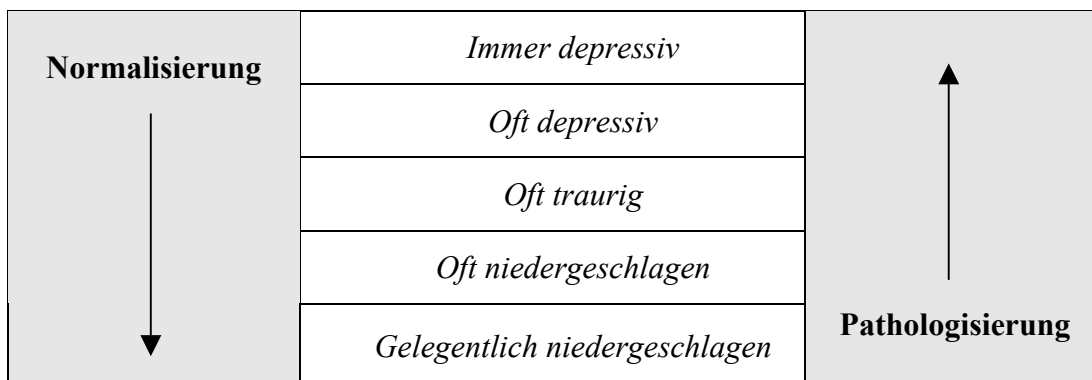 Normalisierung
Immer depressiv
Oft depressiv
Oft traurig
Oft niedergeschlagen
Gelegentlich niedergeschlagen
Pathologisierung